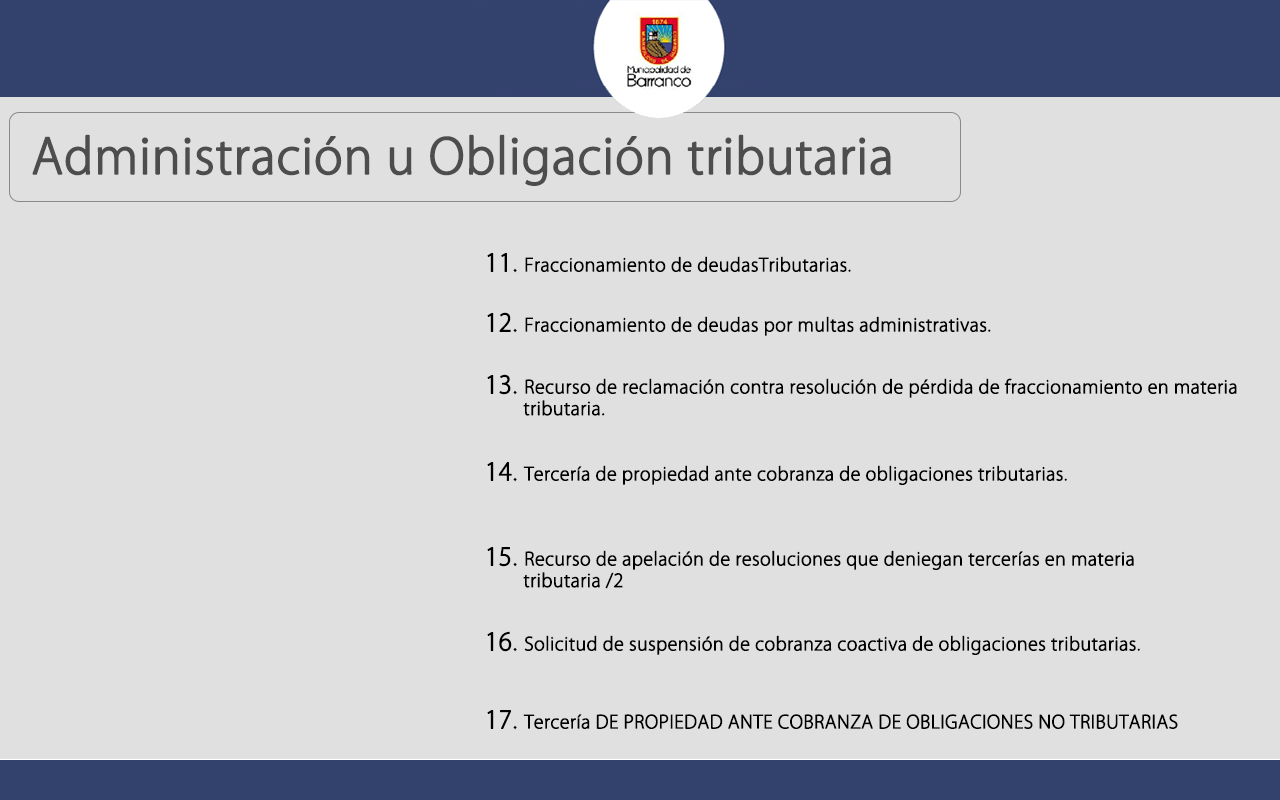 1874
Municipalidad de
Barranco
Administración u Obligación tributaria
11. Fraccionamiento de deudasTributarias.
12. Fraccionamiento de deudas por multas administrativas.
13. Recurso de reclamación contra resolución de pérdida de fraccionamiento en materia
tributaria.
14. Tercería de propiedad ante cobranza de obligaciones tributarias.
15. Recurso de apelación de resoluciones que deniegan tercerías en materia
tributaria /2
16. Solicitud de suspensión de cobranza coactiva de obligaciones tributarias.
17. Tercería DE PROPIEDAD ANTE COBRANZA DE OBLIGACIONES NO TRIBUTARIAS